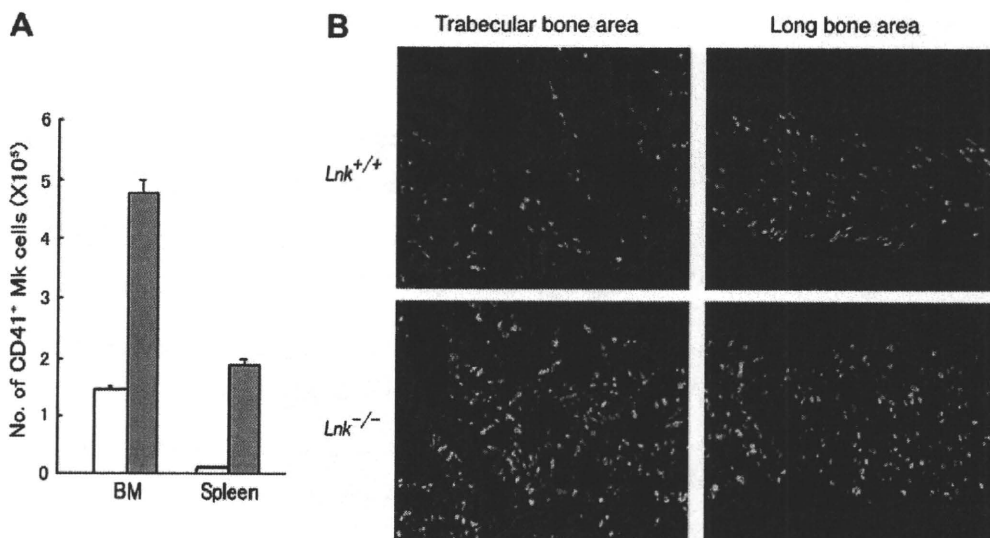 A
B
Trabecular bone area
Long bone area
No. of CD41⁺ Mk cells (X10⁵)
6
5
4
3
2
1
0
BM
Spleen
Lnk⁺/⁺
Lnk⁻/⁻